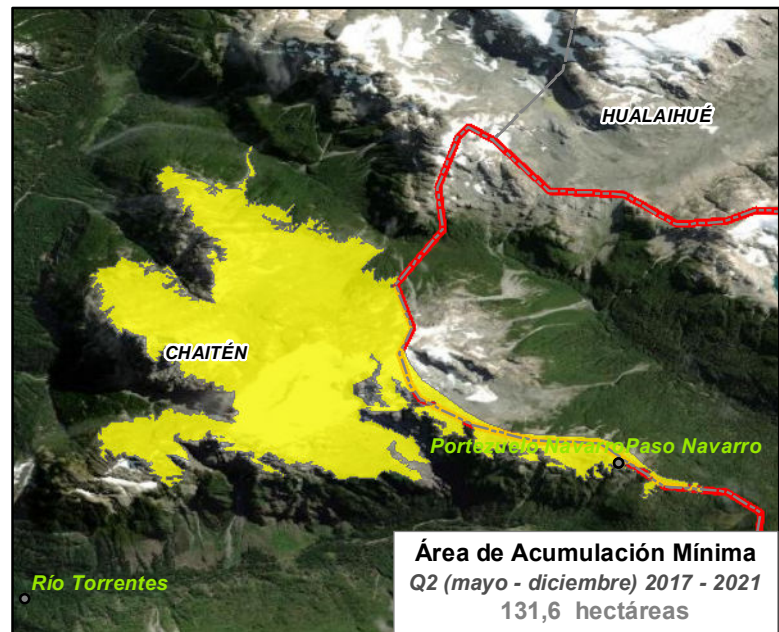 HUALAIHUÉ
CHAITÉN
Portezuelo NavarroPaso Navarro
Río Torrentes
Área de Acumulación Mínima
Q2 (mayo - diciembre) 2017 - 2021
131,6 hectáreas